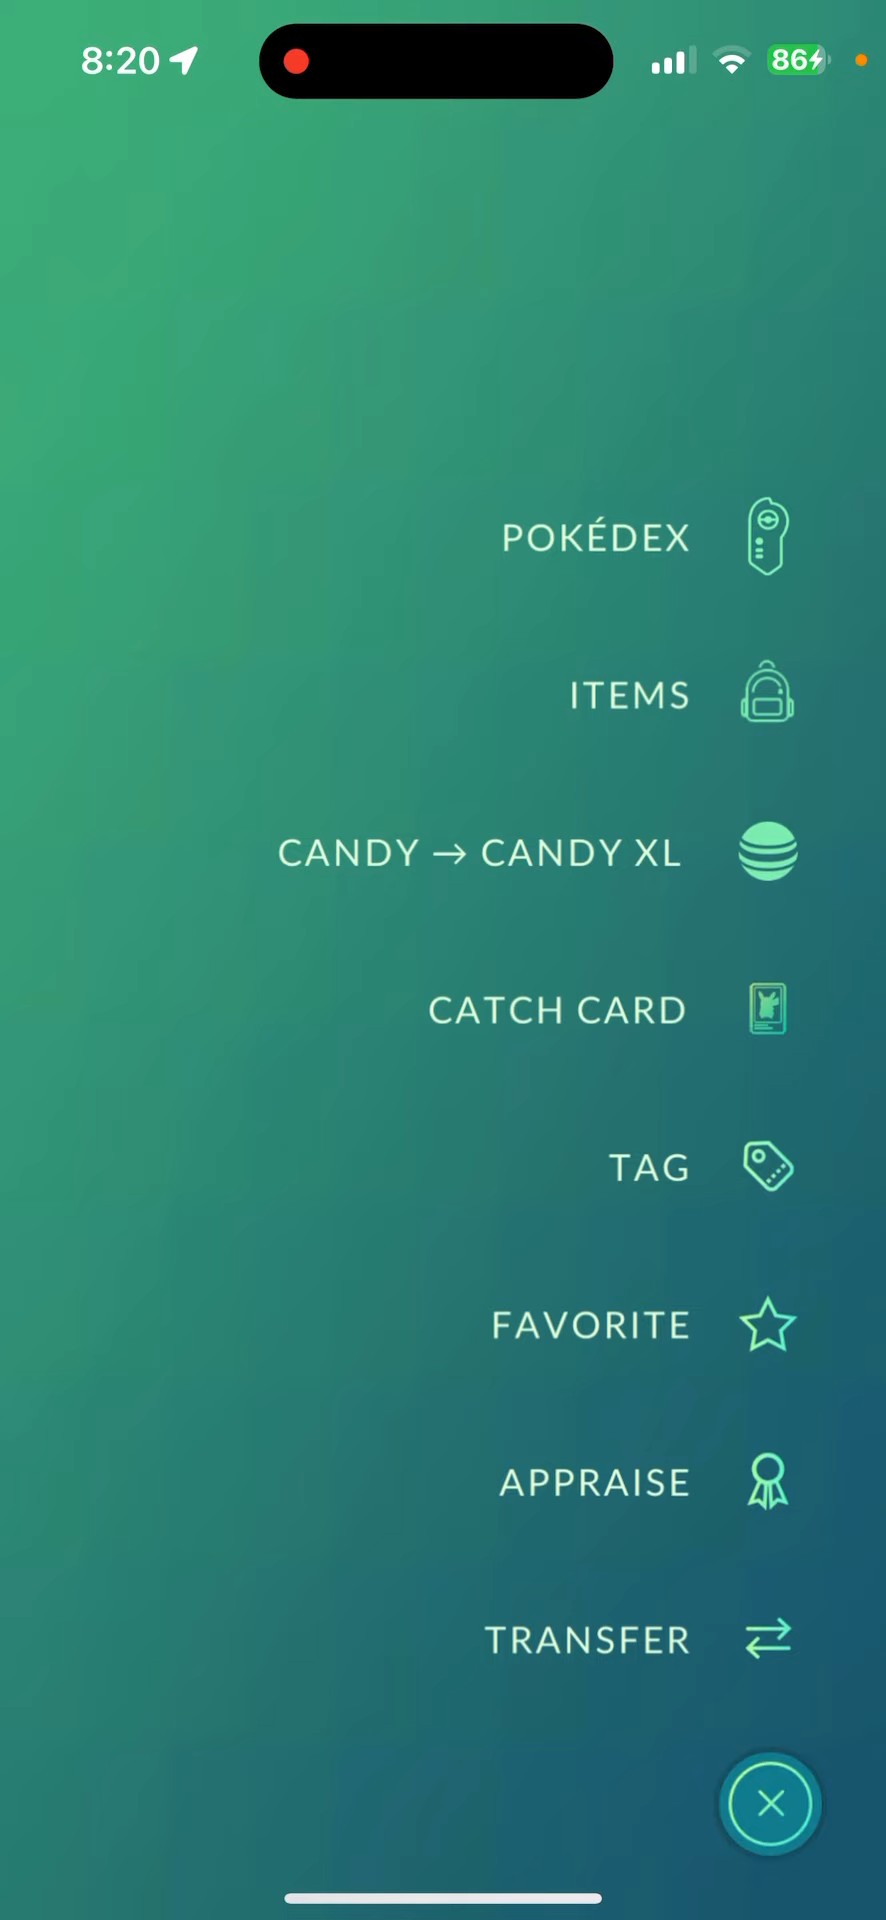 8:20
86
POKÉDEX
ITEMS
CANDY → CANDY XL
CATCH CARD
TAG
FAVORITE
APPRAISE
TRANSFER